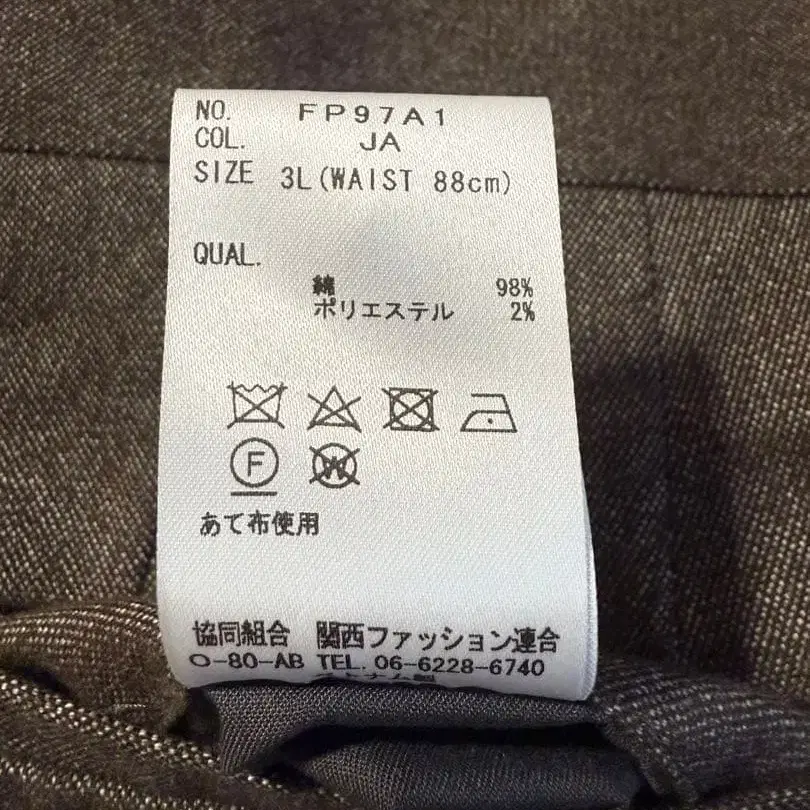 NO. FP97A1
COL. JA
SIZE 3L(WAIST 88cm)
QUAL.
綿 98%
ポリエステル 2%
F
W
あて布使用
協同組合 関西ファッション連合
O-80-AB TEL. 06-6228-6740